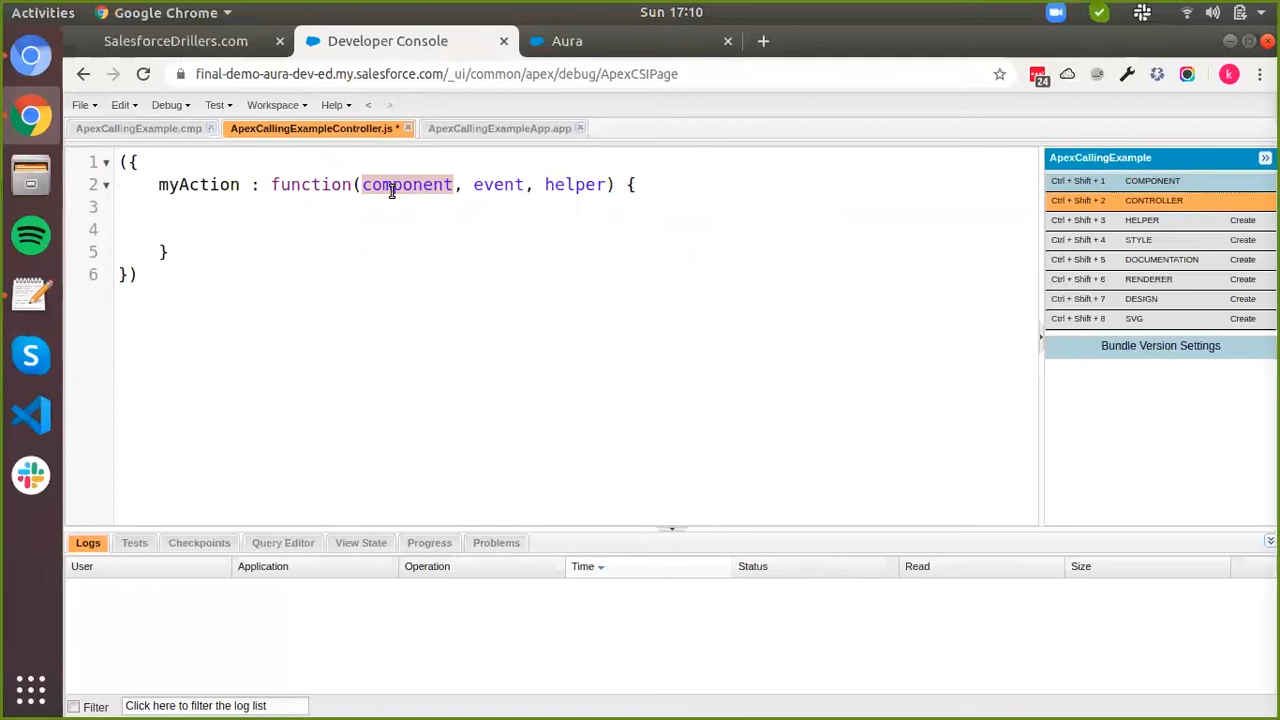 Activities Google Chrome Sun 17:10
SalesforceDrillers.com Developer Console Aura
final-demo-aura-dev-ed.my.salesforce.com/_ui/common/apex/debug/ApexCSIPage 24 k
File Edit Debug Test Workspace Help < >
ApexCallingExample.cmp ApexCallingExampleController.js * ApexCallingExampleApp.app
1 ({
2 myAction : function(component, event, helper) {
3
4
5 }
6 })
ApexCallingExample
Ctrl + Shift + 1 COMPONENT
Ctrl + Shift + 2 CONTROLLER
Ctrl + Shift + 3 HELPER Create
Ctrl + Shift + 4 STYLE Create
Ctrl + Shift + 5 DOCUMENTATION Create
Ctrl + Shift + 6 RENDERER Create
Ctrl + Shift + 7 DESIGN Create
Ctrl + Shift + 8 SVG Create
Bundle Version Settings
Logs Tests Checkpoints Query Editor View State Progress Problems
User Application Operation Time Status Read Size
Filter Click here to filter the log list